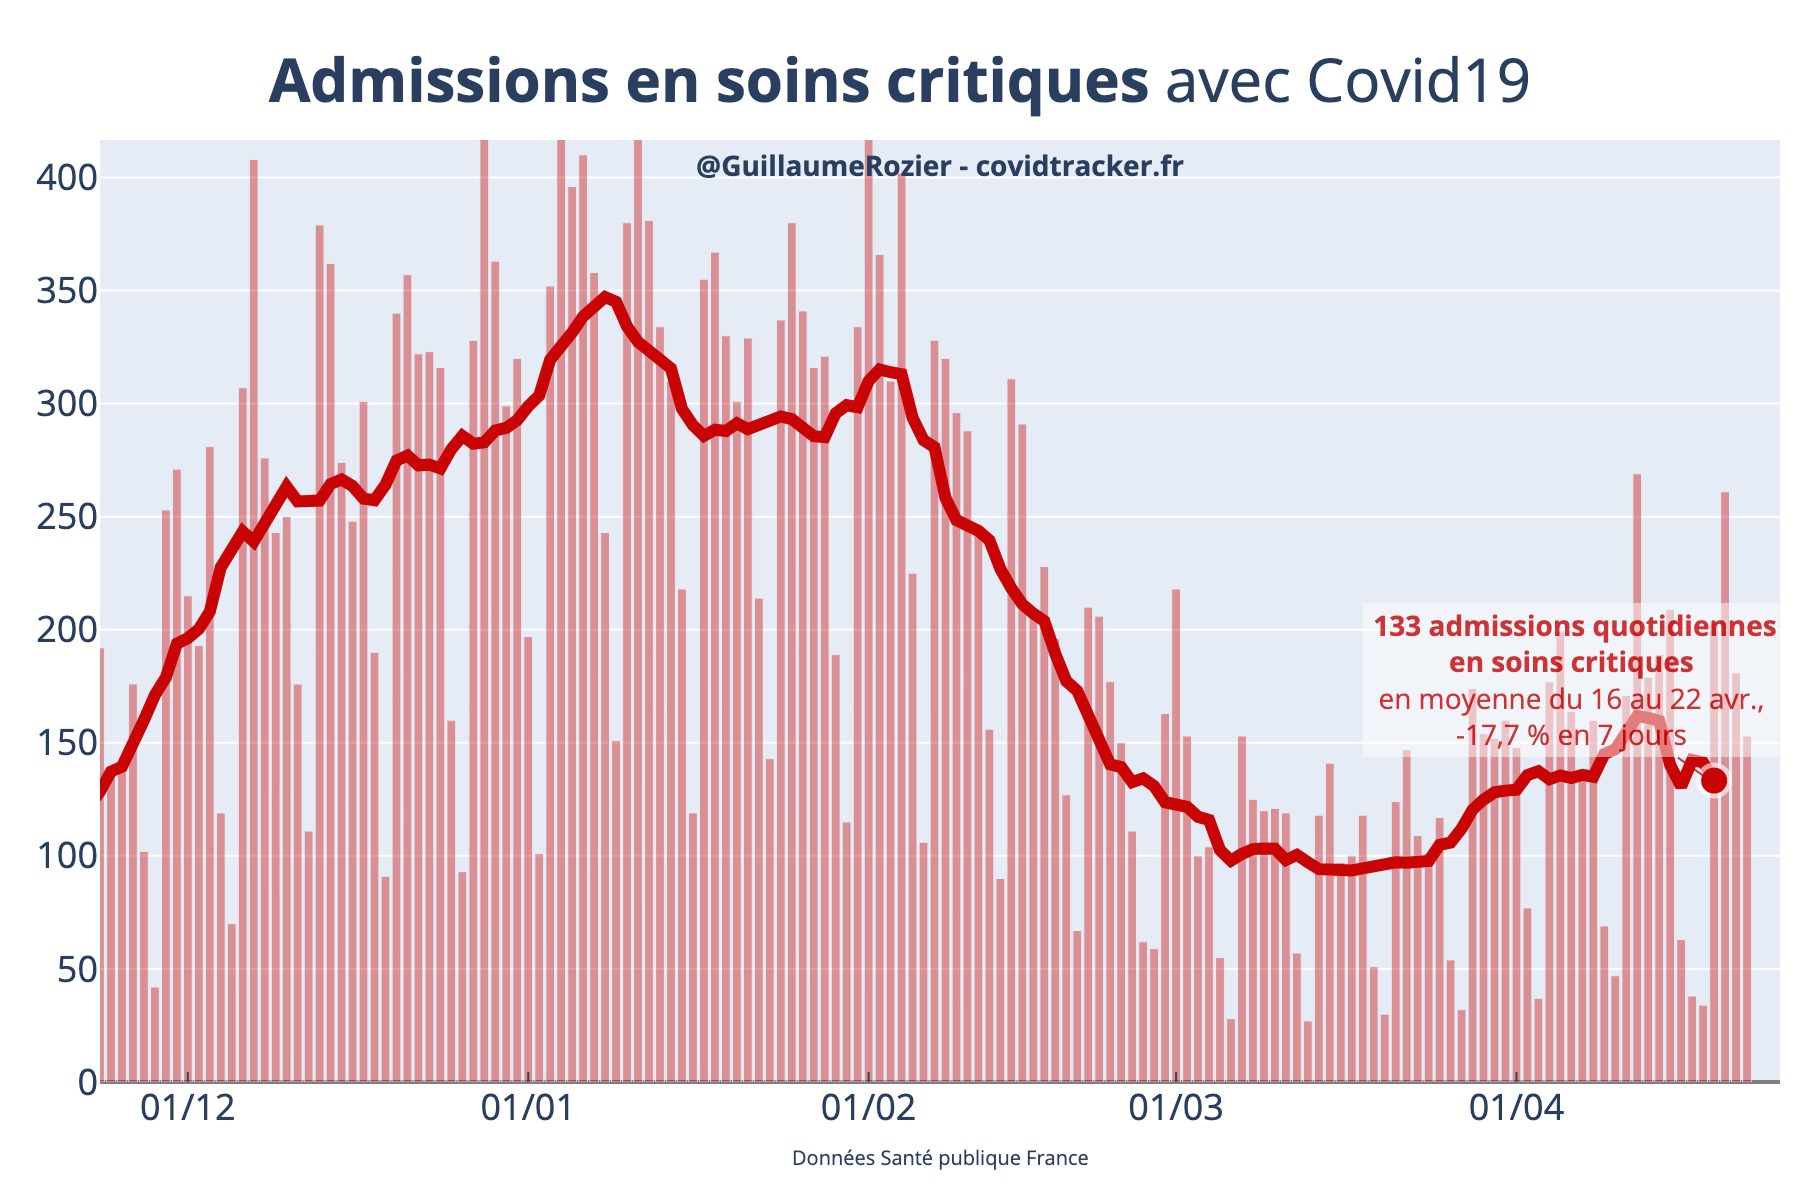 Admissions en soins critiques avec Covid19
@GuillaumeRozier - covidtracker.fr
400
350
300
250
200
150
100
50
0
133 admissions quotidiennes
en soins critiques
en moyenne du 16 au 22 avr.,
-17,7 % en 7 jours
01/12
01/01
01/02
01/03
01/04
Données Santé publique France